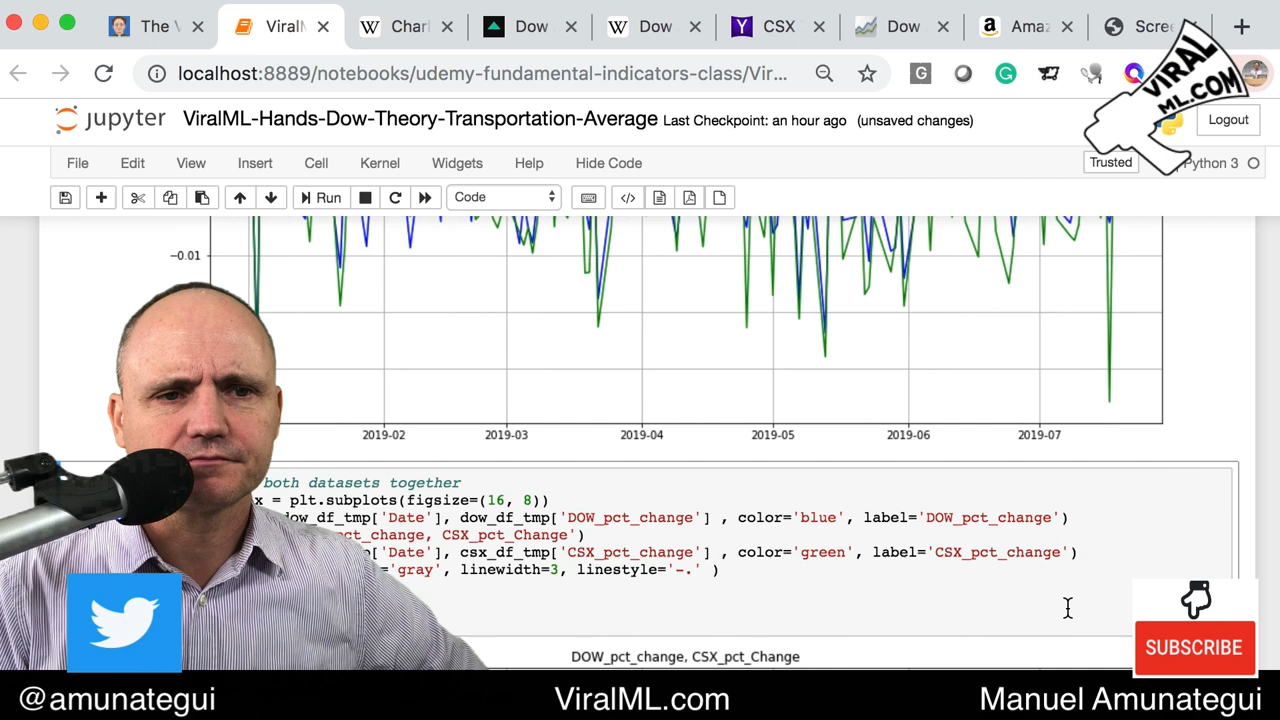 The V
ViralM
Charl
Dow
Dow
CSX
Dow
Amaz
Scree
localhost:8889/notebooks/udemy-fundamental-indicators-class/Vir...
VIRAL
ML.COM
jupyter ViralML-Hands-Dow-Theory-Transportation-Average Last Checkpoint: an hour ago (unsaved changes)
Logout
File Edit View Insert Cell Kernel Widgets Help Hide Code
Trusted
Python 3
Run
Code
−0.01
2019-02 2019-03 2019-04 2019-05 2019-06 2019-07
both datasets together
x = plt.subplots(figsize=(16, 8))
dow_df_tmp['Date'], dow_df_tmp['DOW_pct_change'] , color='blue', label='DOW_pct_change')
pct_change, CSX_pct_Change')
['Date'], csx_df_tmp['CSX_pct_change'] , color='green', label='CSX_pct_change')
='gray', linewidth=3, linestyle='-.' )
DOW_pct_change, CSX_pct_Change
SUBSCRIBE
@amunategui ViralML.com Manuel Amunategui